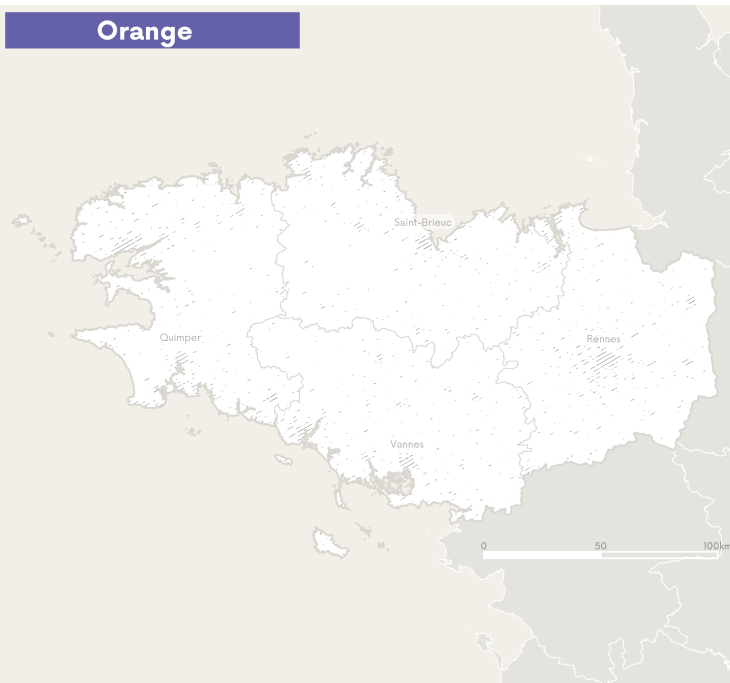 Orange
Saint-Brieuc
Quimper
Rennes
Vannes
0 50 100km